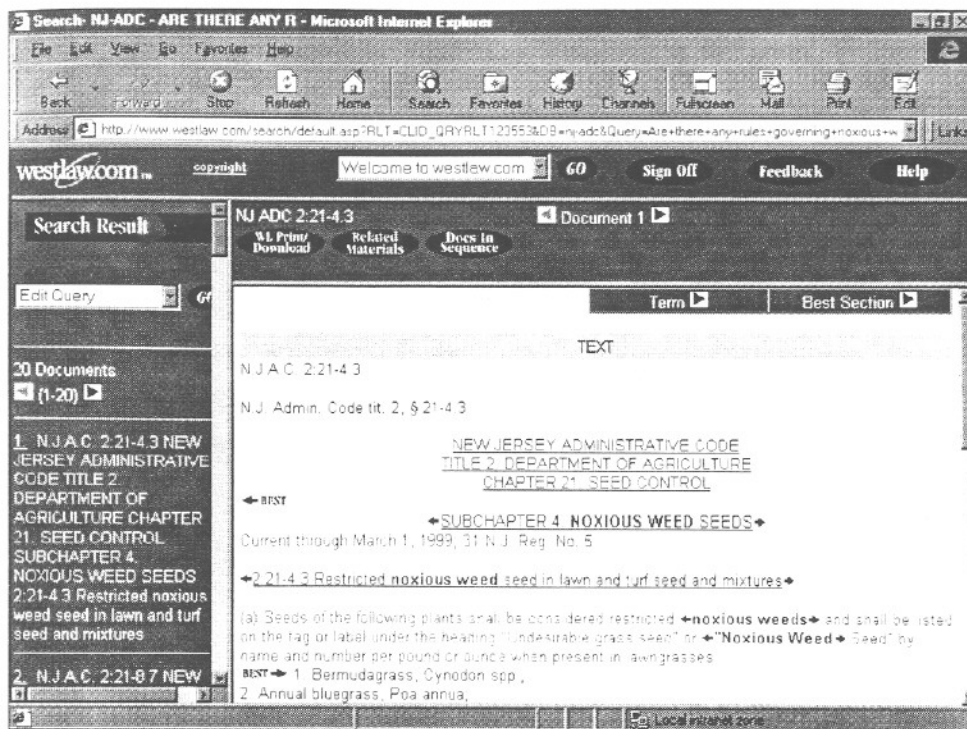 Search- NJ-ADC - ARE THERE ANY R - Microsoft Internet Explorer
File Edit View Go Favorites Help
Back Forward Stop Refresh Home Search Favorites History Channels Fullscreen Mail Print Edit
Address http://www.westlaw.com/search/default.asp?RLT=CLID_QRYRLT123553&DB=nj-adc&Query=Are+there+any+rules+governing+noxious+w Links
westlaw.com™ copyright Welcome to westlaw.com GO Sign Off Feedback Help
Search Result
Edit Query GO
20 Documents
(1-20)
1. N.J.A.C. 2:21-4.3 NEW
JERSEY ADMINISTRATIVE
CODE TITLE 2.
DEPARTMENT OF
AGRICULTURE CHAPTER
21. SEED CONTROL
SUBCHAPTER 4.
NOXIOUS WEED SEEDS
2:21-4.3 Restricted noxious
weed seed in lawn and turf
seed and mixtures
2. N.J.A.C. 2:21-8.7 NEW
NJ ADC 2:21-4.3 Document 1
WL Print/
Download
Related
Materials
Docs In
Sequence
Term Best Section
TEXT
N.J.A.C. 2:21-4.3
N.J. Admin. Code tit. 2, § 21-4.3
NEW JERSEY ADMINISTRATIVE CODE
TITLE 2. DEPARTMENT OF AGRICULTURE
CHAPTER 21. SEED CONTROL
BEST
SUBCHAPTER 4. NOXIOUS WEED SEEDS
Current through March 1, 1999; 31 N.J. Reg. No. 5
2:21-4.3 Restricted noxious weed seed in lawn and turf seed and mixtures
(a) Seeds of the following plants shall be considered restricted noxious weeds and shall be listed
on the tag or label under the heading "Undesirable grass seed" or "Noxious Weed Seed" by
name and number per pound or ounce when present in lawngrasses:
BEST 1. Bermudagrass, Cynodon spp.,
2. Annual bluegrass, Poa annua,
Local intranet zone